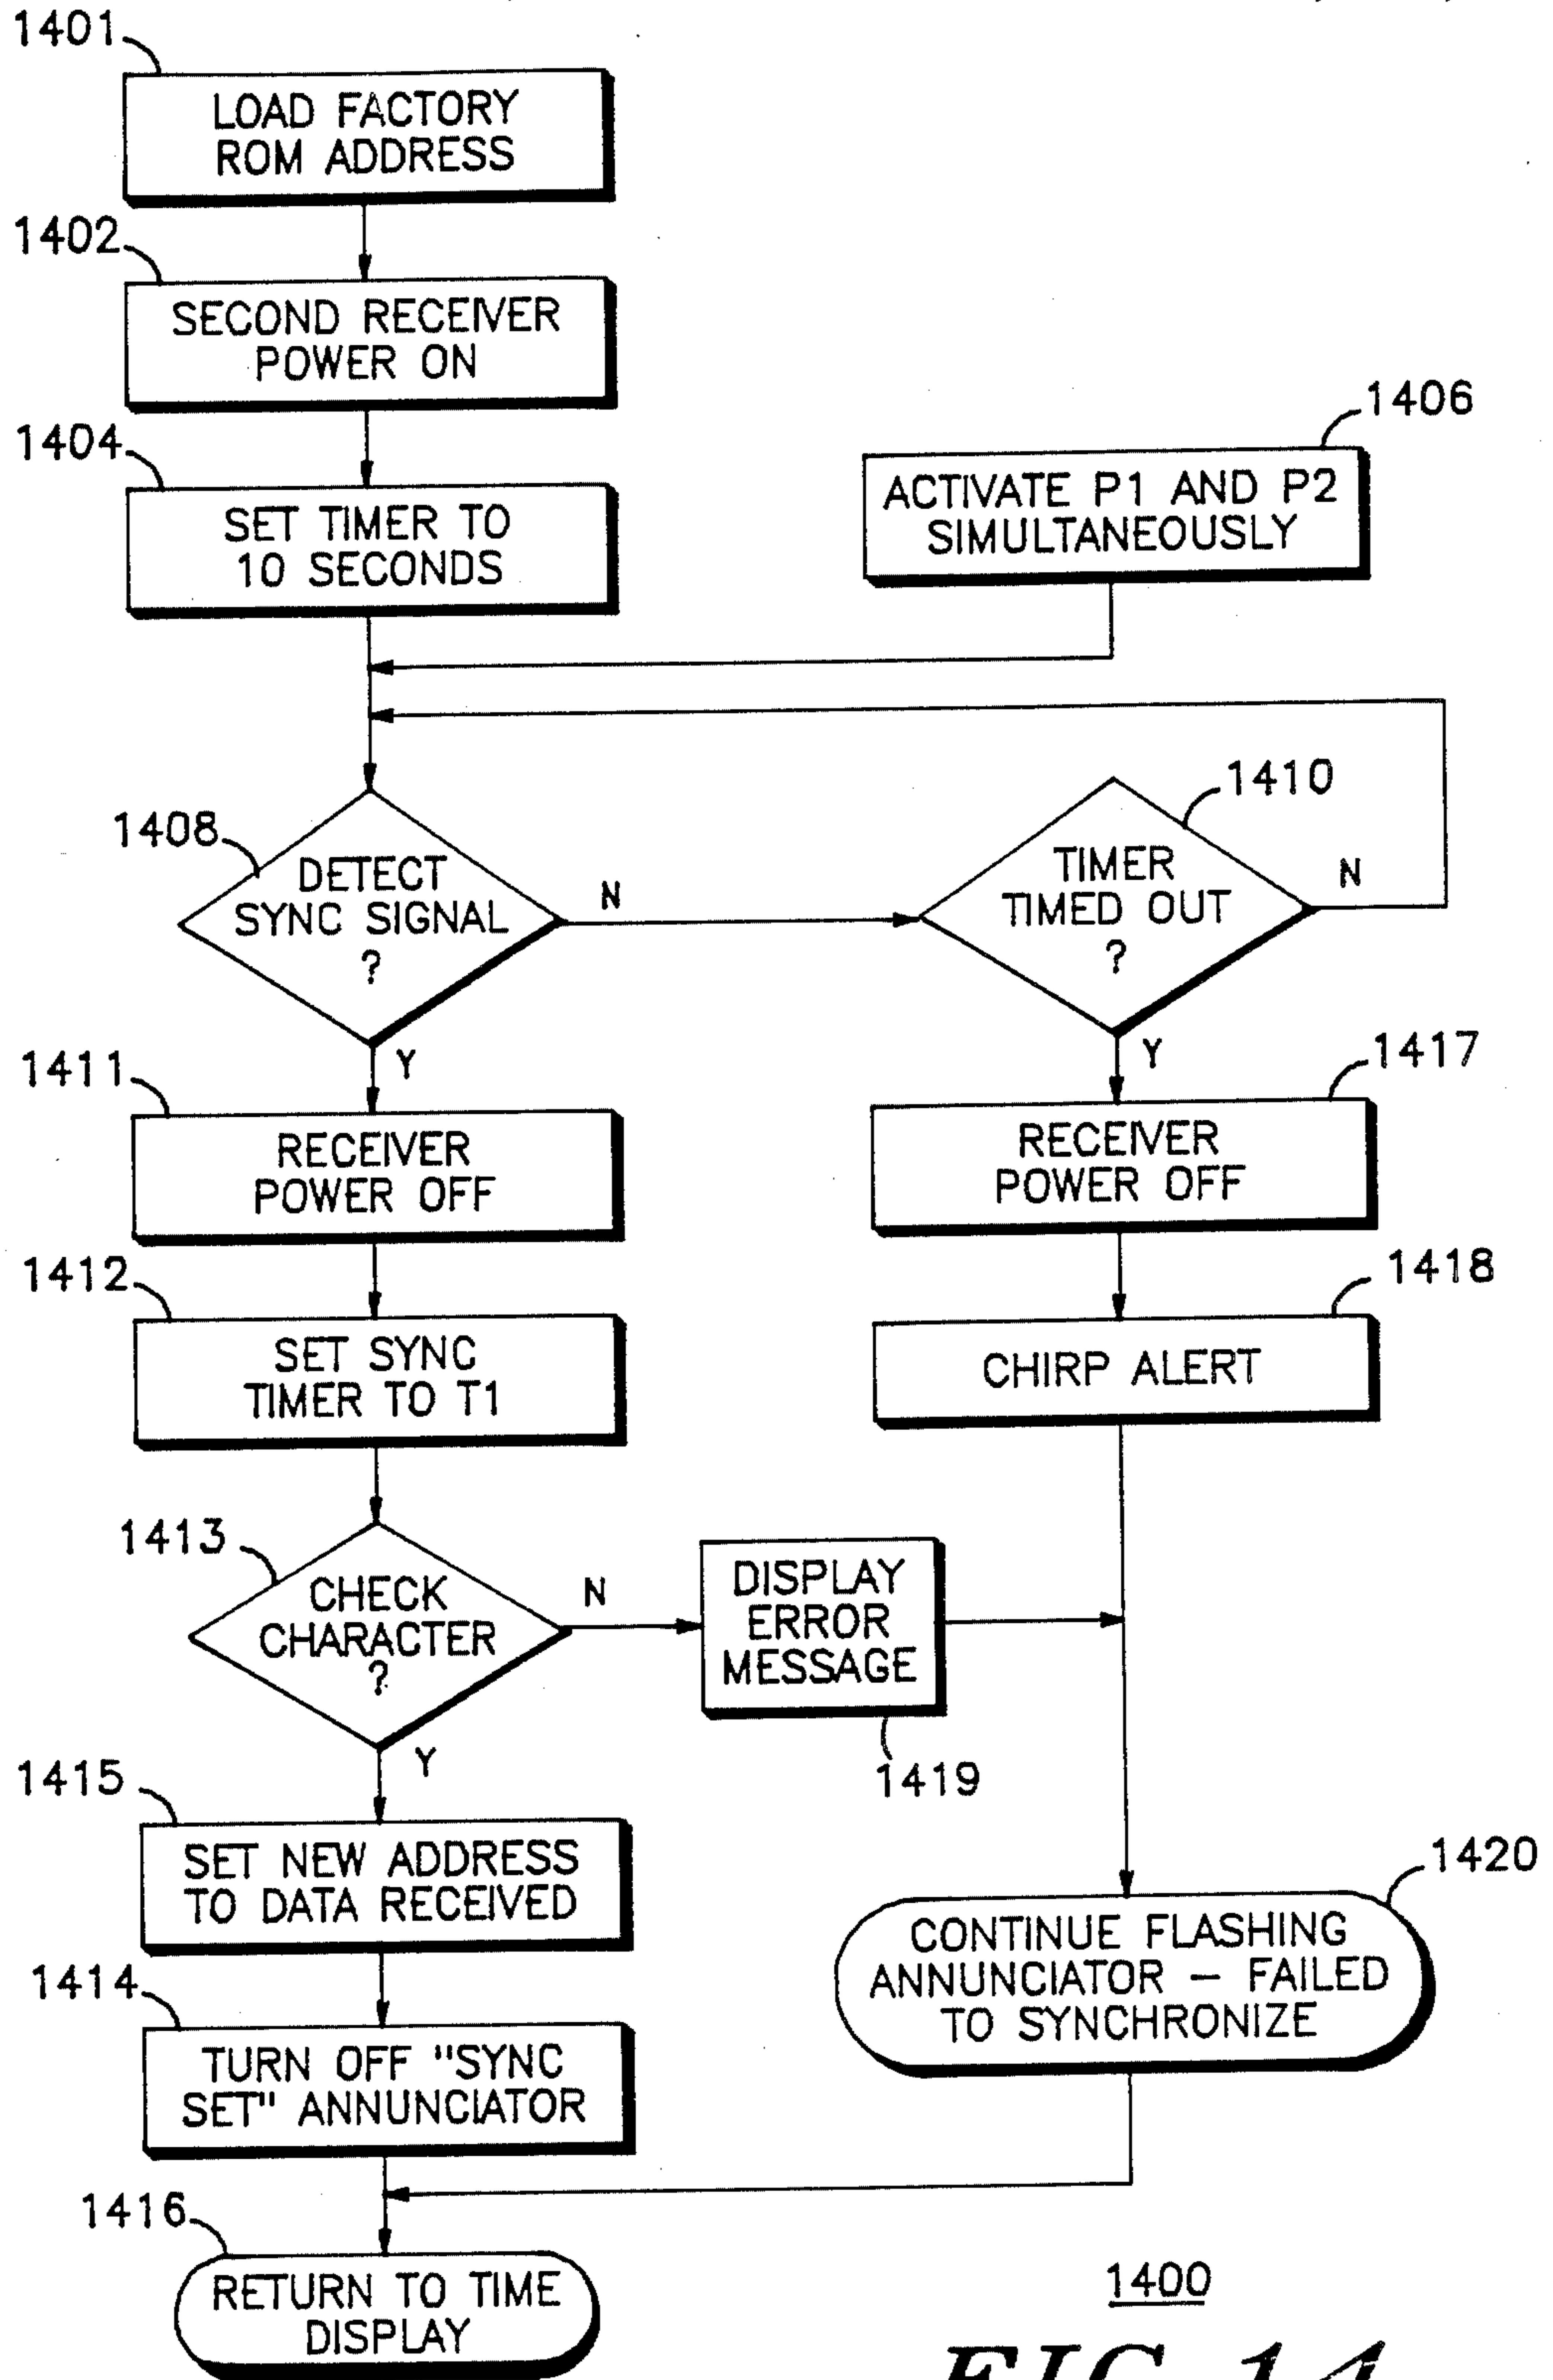 1401
LOAD FACTORY
ROM ADDRESS
1402
SECOND RECEIVER
POWER ON
1404
SET TIMER TO
10 SECONDS
1406
ACTIVATE P1 AND P2
SIMULTANEOUSLY
1408
DETECT
SYNC SIGNAL
?
N
Y
1410
TIMER
TIMED OUT
?
N
Y
1411
RECEIVER
POWER OFF
1417
RECEIVER
POWER OFF
1412
SET SYNC
TIMER TO T1
1418
CHIRP ALERT
1413
CHECK
CHARACTER
?
N
Y
DISPLAY
ERROR
MESSAGE
1419
1415
SET NEW ADDRESS
TO DATA RECEIVED
1420
CONTINUE FLASHING
ANNUNCIATOR – FAILED
TO SYNCHRONIZE
1414
TURN OFF "SYNC
SET" ANNUNCIATOR
1416
RETURN TO TIME
DISPLAY
1400
FIG. 14